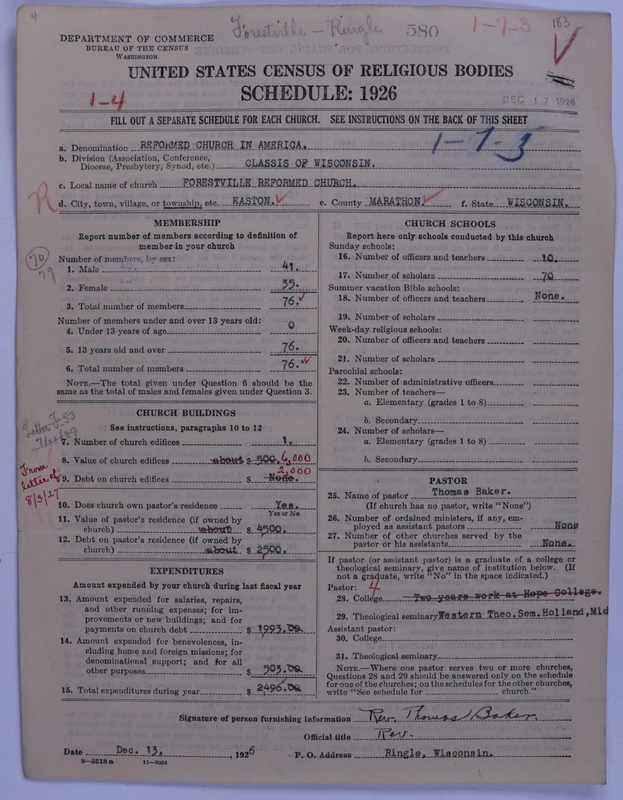 Forestville - Ringle 580
1-7-3
183
DEPARTMENT OF COMMERCE
BUREAU OF THE CENSUS
WASHINGTON
UNITED STATES CENSUS OF RELIGIOUS BODIES
SCHEDULE: 1926
1-4
DEC 17 1926
FILL OUT A SEPARATE SCHEDULE FOR EACH CHURCH. SEE INSTRUCTIONS ON THE BACK OF THIS SHEET
1-7-3
a. Denomination REFORMED CHURCH IN AMERICA.
b. Division (Association, Conference,
Diocese, Presbytery, Synod, etc.) CLASSIS OF WISCONSIN.
c. Local name of church FORESTVILLE REFORMED CHURCH.
R
d. City, town, village, or township, etc. EASTON. e. County MARATHON. f. State WISCONSIN.
MEMBERSHIP
Report number of members according to definition of
member in your church
70
79
Number of members, by sex:
1. Male 41.
2. Female 35.
3. Total number of members 76.
Number of members under and over 13 years old:
4. Under 13 years of age 0
5. 13 years old and over 76.
6. Total number of members 76.
NOTE.—The total given under Question 6 should be the
same as the total of males and females given under Question 3.
CHURCH BUILDINGS
See instructions, paragraphs 10 to 12
7. Number of church edifices 1.
8. Value of church edifices about $ 500. 6,000
2,000
9. Debt on church edifices $ None.
From
letter of
8/3/27
10. Does church own pastor's residence Yes.
Yes or No
11. Value of pastor's residence (if owned by
church) about $ 4500.
12. Debt on pastor's residence (if owned by
church) about $ 2500.
EXPENDITURES
Amount expended by your church during last fiscal year
13. Amount expended for salaries, repairs,
and other running expenses; for im-
provements or new buildings; and for
payments on church debt $ 1993.00
14. Amount expended for benevolences, in-
cluding home and foreign missions; for
denominational support; and for all
other purposes $ 503.00
15. Total expenditures during year $ 2496.00
CHURCH SCHOOLS
Report here only schools conducted by this church
Sunday schools:
16. Number of officers and teachers 10.
17. Number of scholars 70
Summer vacation Bible schools:
18. Number of officers and teachers None.
19. Number of scholars
Week-day religious schools:
20. Number of officers and teachers
21. Number of scholars
Parochial schools:
22. Number of administrative officers
23. Number of teachers—
a. Elementary (grades 1 to 8)
b. Secondary
24. Number of scholars—
a. Elementary (grades 1 to 8)
b. Secondary
PASTOR
25. Name of pastor Thomas Baker.
(If church has no pastor, write "None")
26. Number of ordained ministers, if any, em-
ployed as assistant pastors None
27. Number of other churches served by the
pastor or his assistants None.
If pastor (or assistant pastor) is a graduate of a college or
theological seminary, give name of institution below. (If
not a graduate, write "No" in the space indicated.)
Pastor: 4
28. College Two years work at Hope College.
29. Theological seminary Western Theo.Sem.Holland,Mid
Assistant pastor:
30. College
31. Theological seminary
NOTE.—Where one pastor serves two or more churches,
Questions 28 and 29 should be answered only on the schedule
for one of the churches; on the schedules for the other churches,
write "See schedule for ______ church."
Signature of person furnishing information Rev. Thomas Baker.
Official title Rev.
Date Dec. 13, 1926 P. O. Address Ringle, Wisconsin.
8-5518a 11-9084